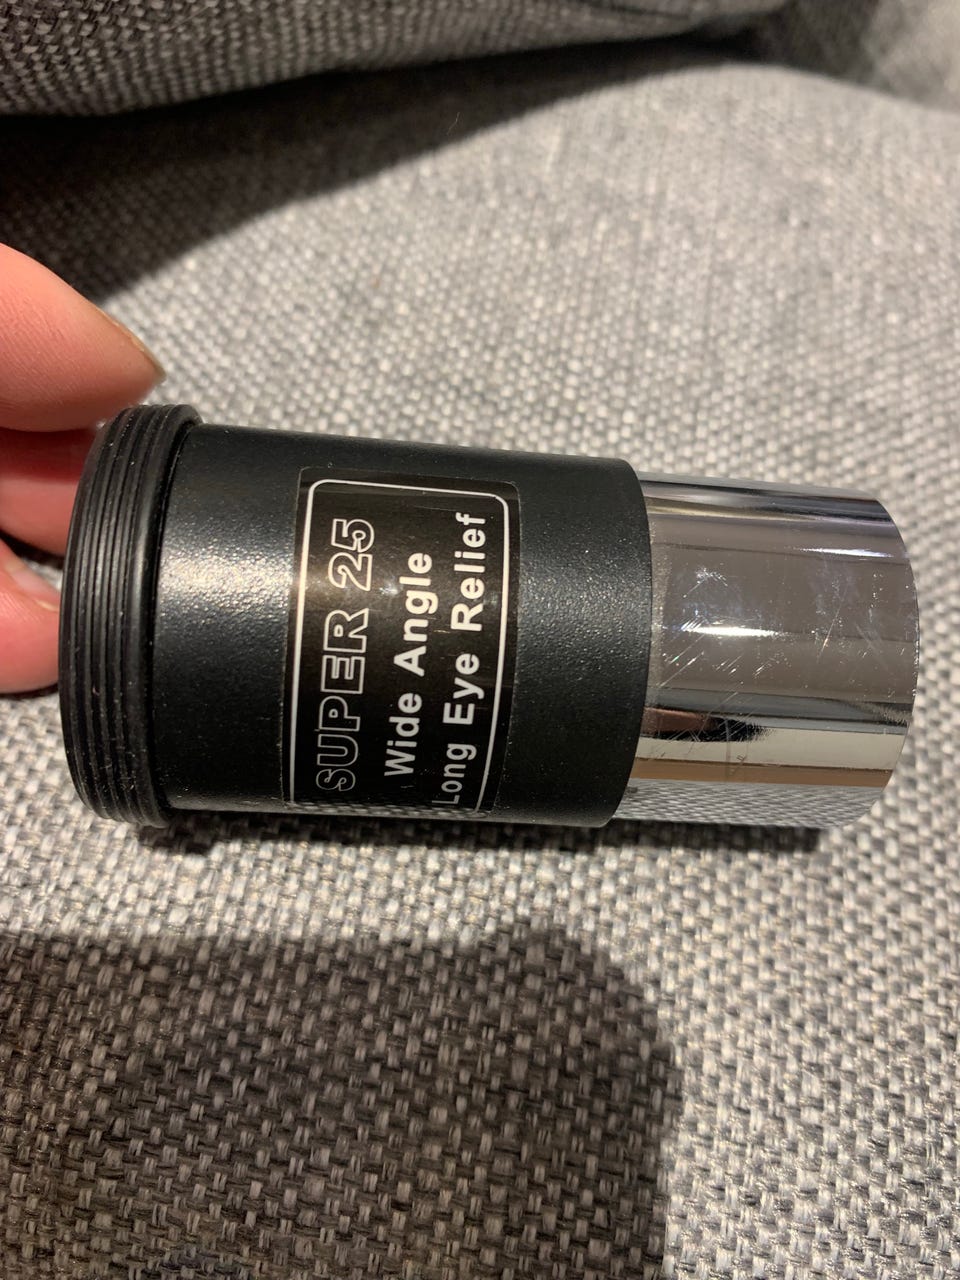 SUPER 25
Wide Angle
Long Eye Relief